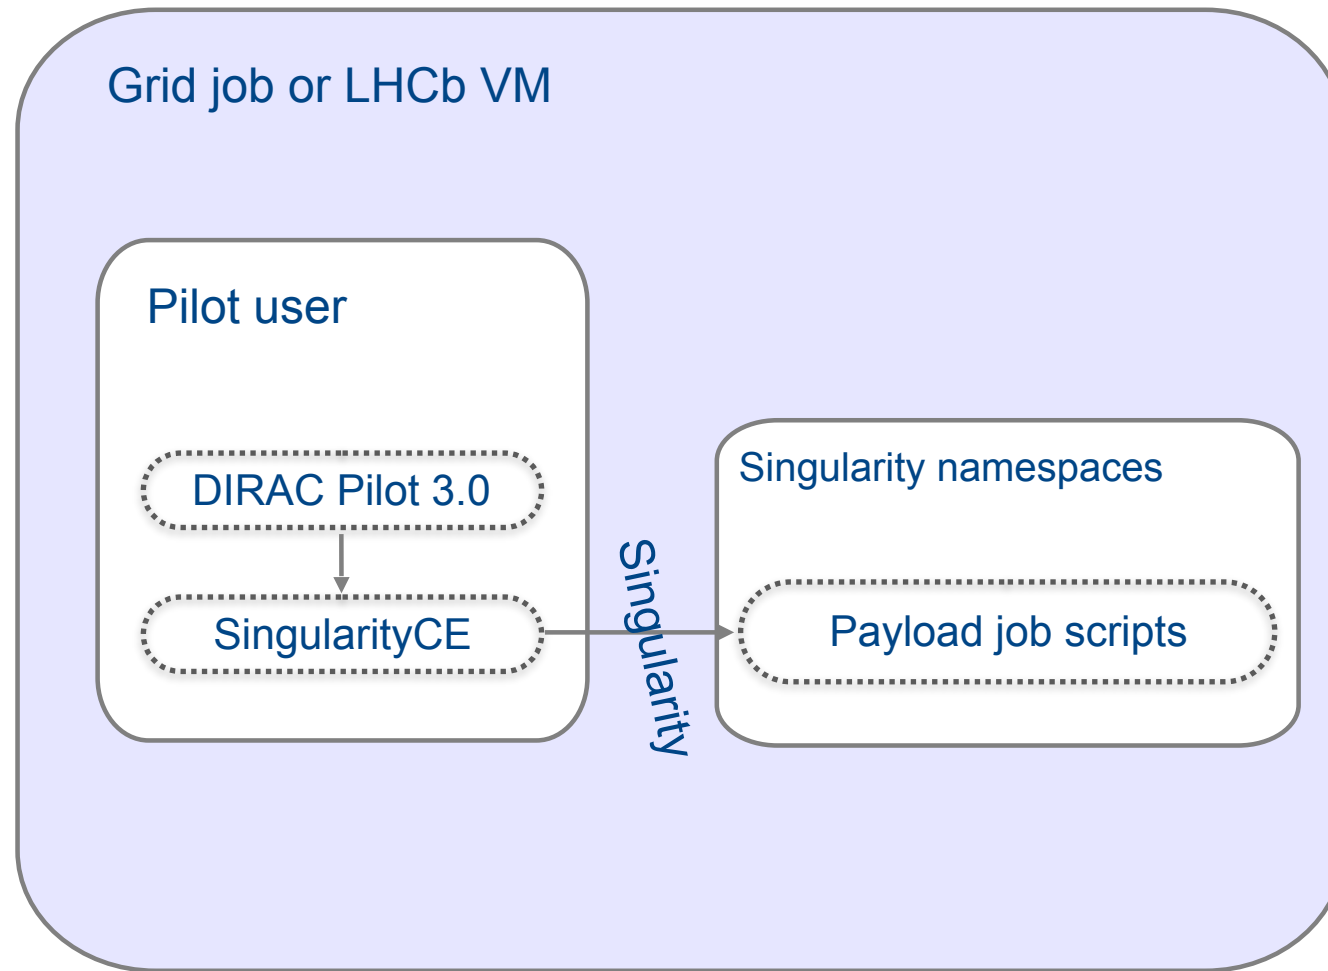 Grid job or LHCb VM
Pilot user
DIRAC Pilot 3.0
SingularityCE
Singularity
Singularity namespaces
Payload job scripts